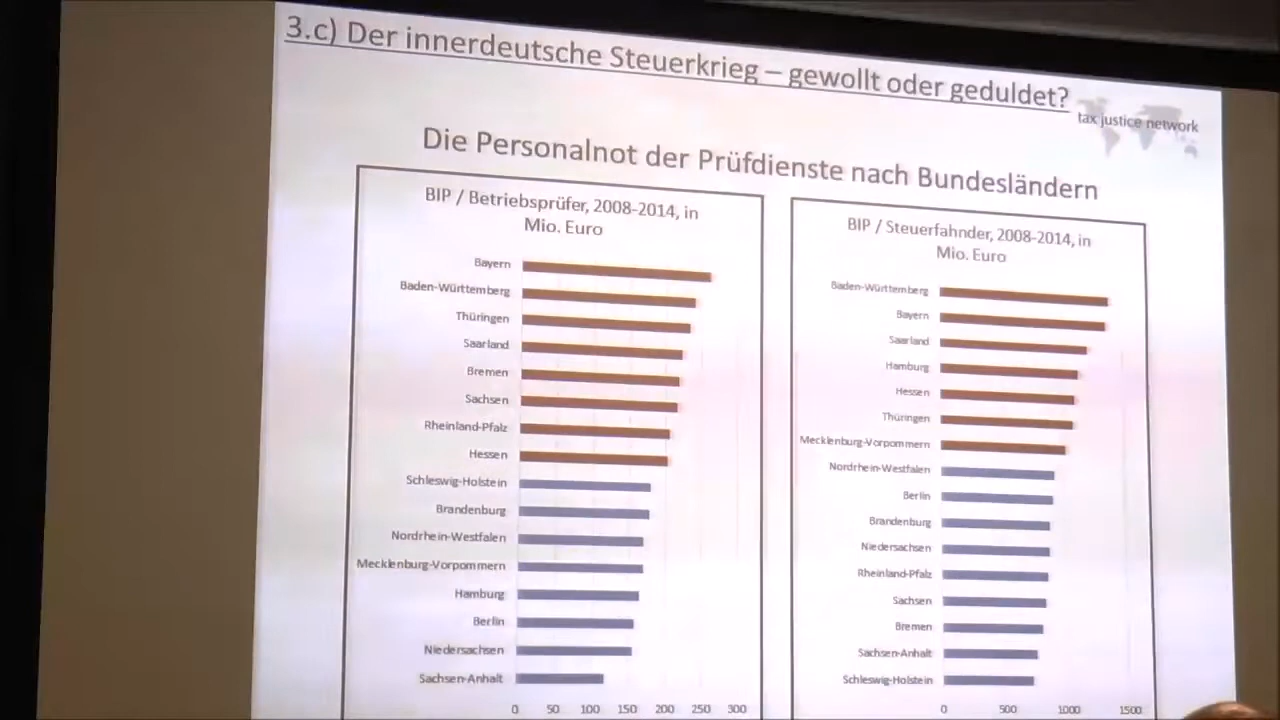 3.c) Der innerdeutsche Steuerkrieg – gewollt oder geduldet?
tax justice network
Die Personalnot der Prüfdienste nach Bundesländern
BIP / Betriebsprüfer, 2008-2014, in
Mio. Euro
Bayern
Baden-Württemberg
Thüringen
Saarland
Bremen
Sachsen
Rheinland-Pfalz
Hessen
Schleswig-Holstein
Brandenburg
Nordrhein-Westfalen
Mecklenburg-Vorpommern
Hamburg
Berlin
Niedersachsen
Sachsen-Anhalt
0 50 100 150 200 250 300
BIP / Steuerfahnder, 2008-2014, in
Mio. Euro
Baden-Württemberg
Bayern
Saarland
Hamburg
Hessen
Thüringen
Mecklenburg-Vorpommern
Nordrhein-Westfalen
Berlin
Brandenburg
Niedersachsen
Rheinland-Pfalz
Sachsen
Bremen
Sachsen-Anhalt
Schleswig-Holstein
0 500 1000 1500